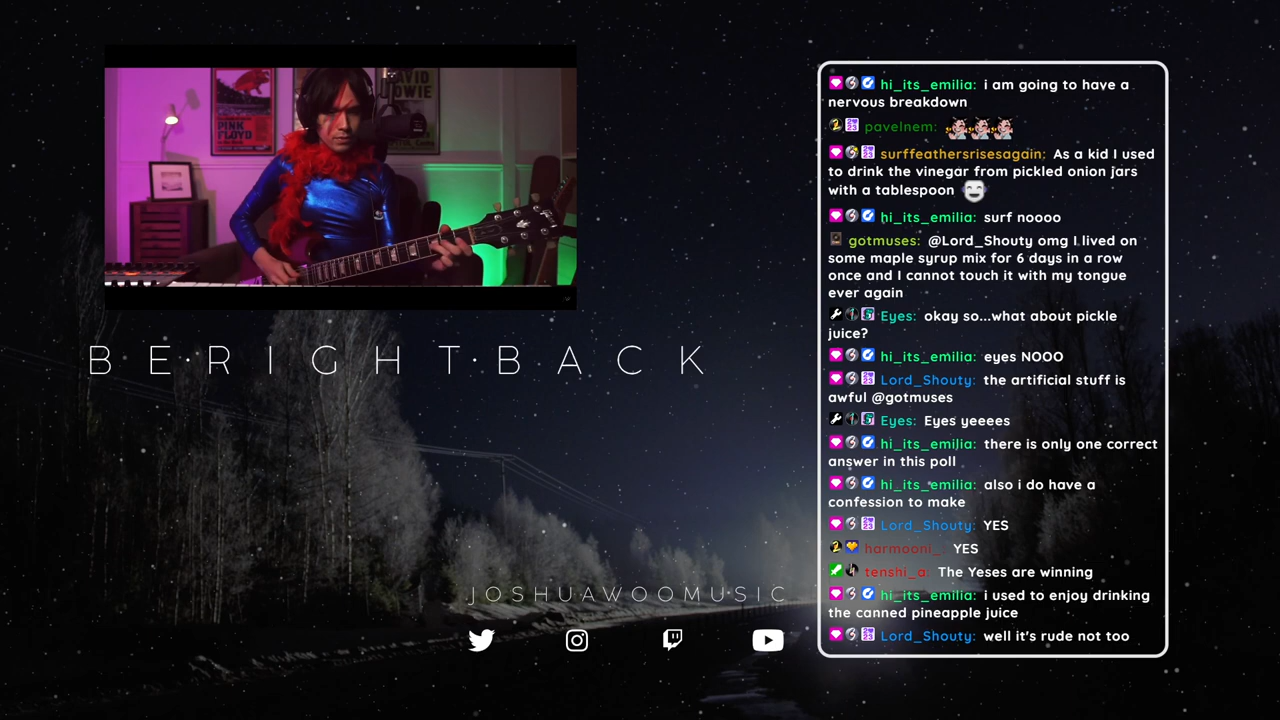 PINK FLOYD
DAVID
BOWIE
BE·RIGHT·BACK
JOSHUAWOOMUSIC
hi_its_emilia: i am going to have a
nervous breakdown
pavelnem:
surffeathersrisesagain: As a kid I used
to drink the vinegar from pickled onion jars
with a tablespoon
hi_its_emilia: surf noooo
gotmuses: @Lord_Shouty omg I lived on
some maple syrup mix for 6 days in a row
once and I cannot touch it with my tongue
ever again
Eyes: okay so...what about pickle
juice?
hi_its_emilia: eyes NOOO
Lord_Shouty: the artificial stuff is
awful @gotmuses
Eyes: Eyes yeeees
hi_its_emilia: there is only one correct
answer in this poll
hi_its_emilia: also i do have a
confession to make
Lord_Shouty: YES
harmooni_ YES
tenshi_a: The Yeses are winning
hi_its_emilia: i used to enjoy drinking
the canned pineapple juice
Lord_Shouty: well it's rude not too